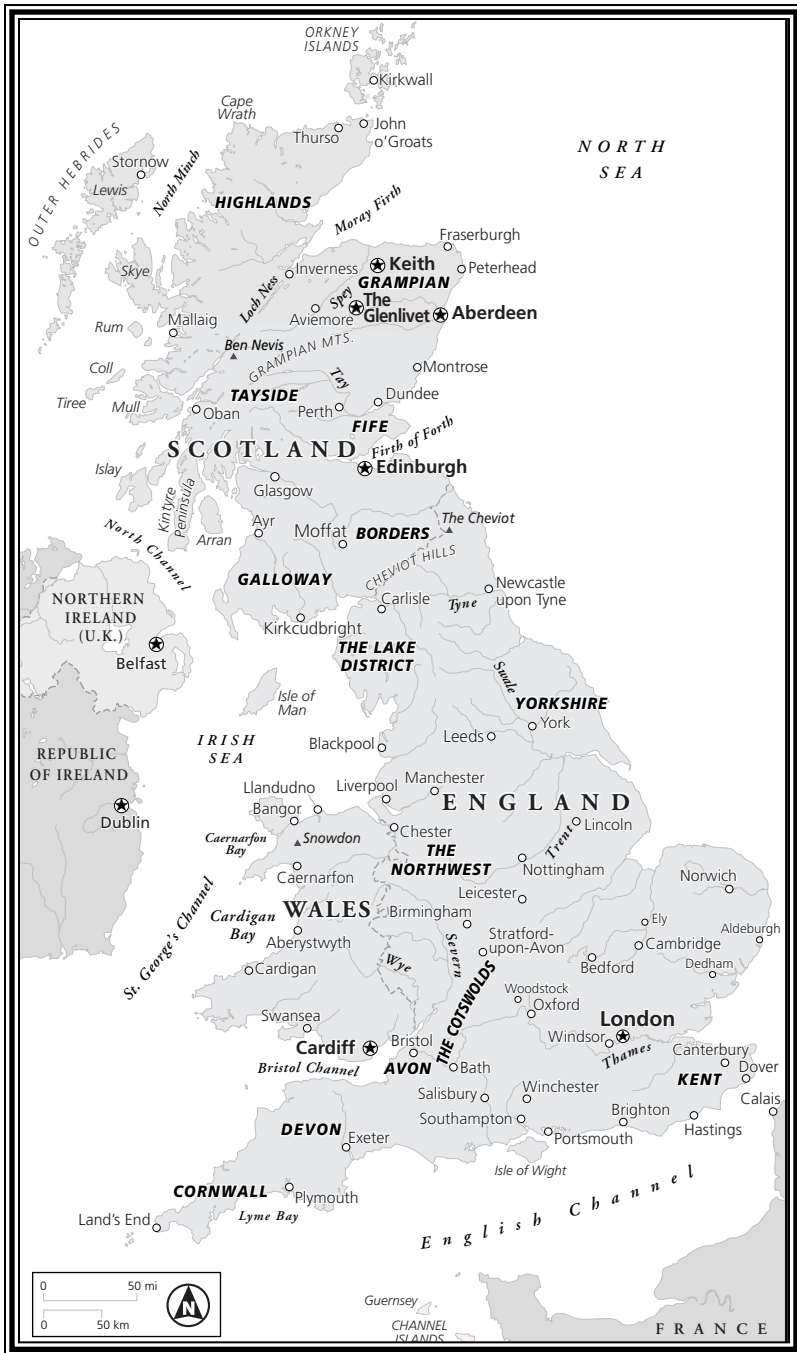 ORKNEY
ISLANDS
Kirkwall
Cape
Wrath
Thurso
John
o'Groats
NORTH
SEA
OUTER HEBRIDES
Stornow
Lewis
North Minch
HIGHLANDS
Moray Firth
Fraserburgh
Skye
Loch Ness
Inverness
Keith
Peterhead
GRAMPIAN
Spey
The
Glenlivet
Aberdeen
Rum
Mallaig
Aviemore
Ben Nevis
GRAMPIAN MTS.
Coll
Montrose
Tay
Tiree
Mull
TAYSIDE
Dundee
Oban
Perth
FIFE
SCOTLAND
Firth of Forth
Islay
Edinburgh
Glasgow
Kintyre
Peninsula
Arran
North Channel
Ayr
Moffat
BORDERS
The Cheviot
CHEVIOT HILLS
GALLOWAY
NORTHERN
IRELAND
(U.K.)
Carlisle
Tyne
Newcastle
upon Tyne
Kirkcudbright
Belfast
THE LAKE
DISTRICT
Swale
Isle of
Man
YORKSHIRE
York
IRISH
SEA
Blackpool
Leeds
REPUBLIC
OF IRELAND
Llandudno
Liverpool
Manchester
Dublin
Bangor
ENGLAND
Caernarfon
Bay
Snowdon
Chester
Trent
Lincoln
THE
NORTHWEST
Caernarfon
Nottingham
Norwich
St. George's Channel
Leicester
Cardigan
Bay
WALES
Birmingham
Ely
Aldeburgh
Aberystwyth
Severn
Stratford-
upon-Avon
Cambridge
Cardigan
Wye
Bedford
Dedham
THE COTSWOLDS
Woodstock
Oxford
Swansea
London
Cardiff
Bristol
Windsor
Thames
Canterbury
Bristol Channel
AVON
Bath
KENT
Dover
Salisbury
Winchester
Calais
Southampton
Brighton
Hastings
DEVON
Exeter
Portsmouth
Isle of Wight
CORNWALL
Plymouth
Land's End
Lyme Bay
English Channel
0 50 mi
0 50 km
N
Guernsey
CHANNEL
ISLANDS
FRANCE